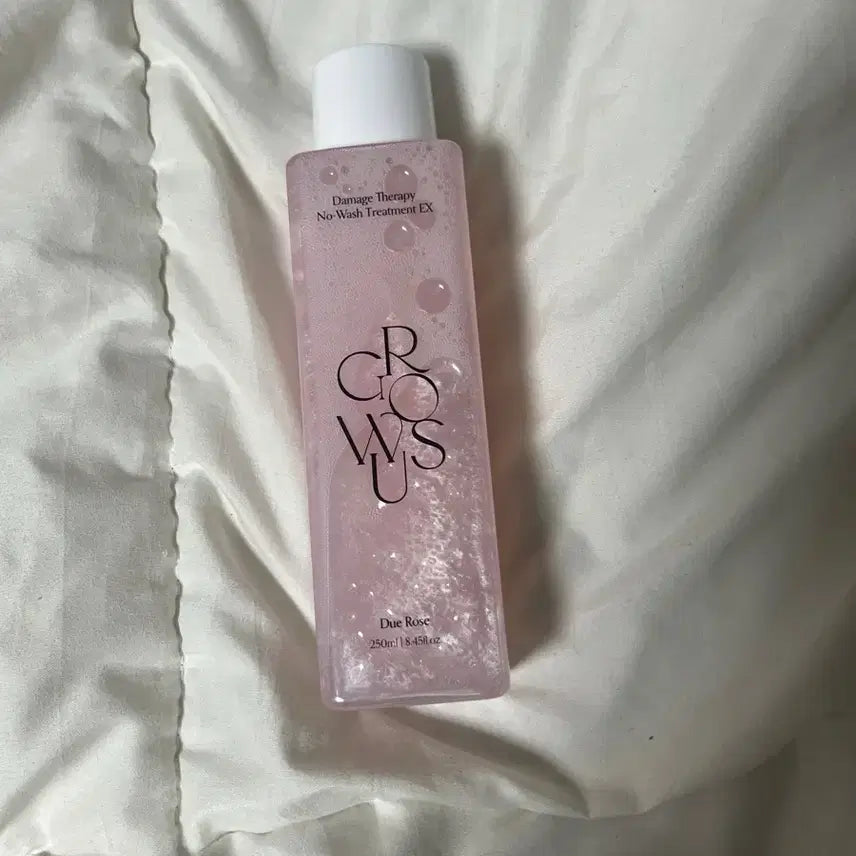 Damage Therapy
No-Wash Treatment EX
GROWUS
Due Rose
250ml | 8.45fl.oz